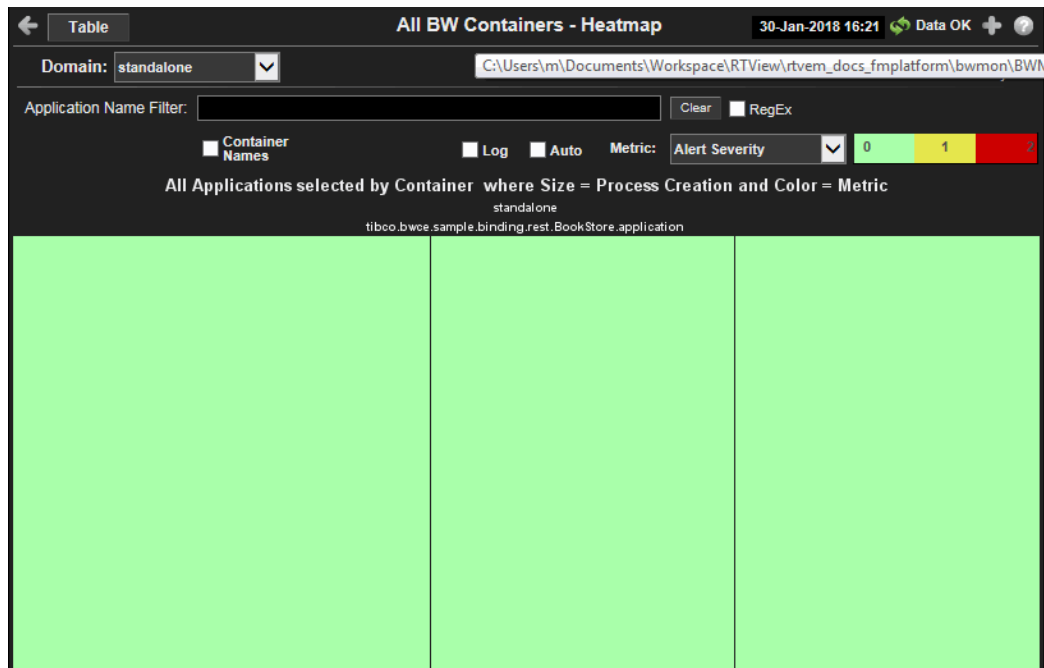 Table All BW Containers - Heatmap 30-Jan-2018 16:21 Data OK
Domain: standalone C:\Users\m\Documents\Workspace\RTView\rtvem_docs_fmplatform\bwmon\BWM
Application Name Filter: Clear RegEx
Container Names Log Auto Metric: Alert Severity 0 1 2
All Applications selected by Container where Size = Process Creation and Color = Metric
standalone
tibco.bwce.sample.binding.rest.BookStore.application